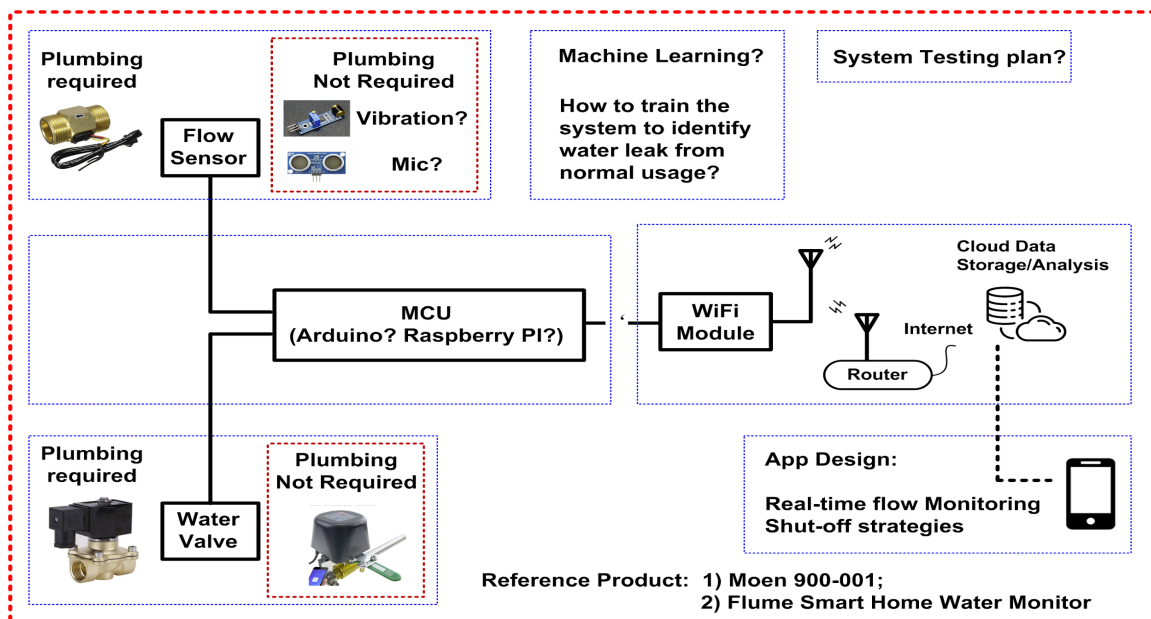 Plumbing
required
Flow
Sensor
Plumbing
Not Required
Vibration?
Mic?
Machine Learning?
How to train the
system to identify
water leak from
normal usage?
System Testing plan?
MCU
(Arduino? Raspberry PI?)
WiFi
Module
Router
Internet
Cloud Data
Storage/Analysis
Plumbing
required
Water
Valve
Plumbing
Not Required
App Design:
Real-time flow Monitoring
Shut-off strategies
Reference Product: 1) Moen 900-001;
2) Flume Smart Home Water Monitor